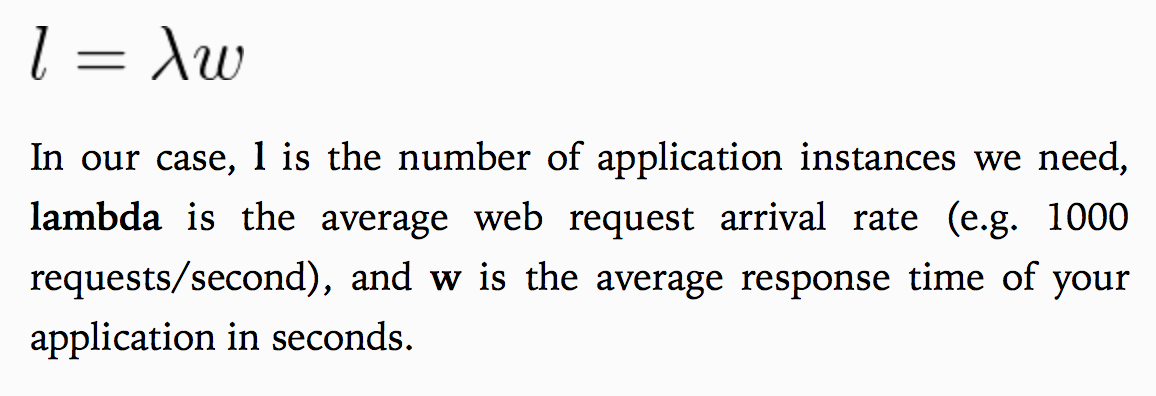 l = λw
In our case, l is the number of application instances we need,
lambda is the average web request arrival rate (e.g. 1000
requests/second), and w is the average response time of your
application in seconds.